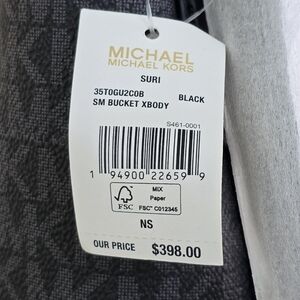 MICHAEL
MICHAEL KORS
SURI
35T0GU2C0B BLACK
SM BUCKET XBODY
S461-0001
1 94900 22659 9
FSC
MIX
Paper
FSC™ C012345
NS
OUR PRICE $398.00